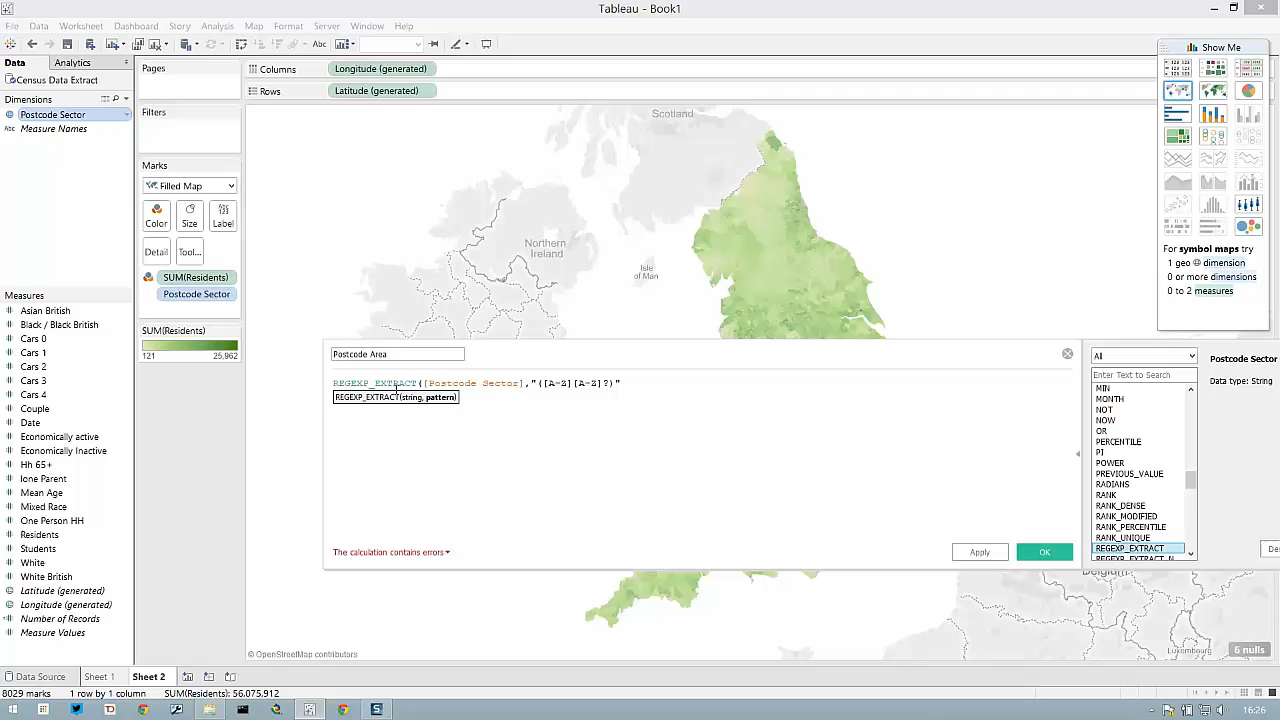 Tableau - Book1
File Data Worksheet Dashboard Story Analysis Map Format Server Window Help
Abc
Data Analytics
Census Data Extract
Dimensions
Postcode Sector
Abc Measure Names
Measures
Asian British
Black / Black British
Cars 0
Cars 1
Cars 2
Cars 3
Cars 4
Couple
Date
Economically active
Economically Inactive
Hh 65+
lone Parent
Mean Age
Mixed Race
One Person HH
Residents
Students
White
White British
Latitude (generated)
Longitude (generated)
Number of Records
Measure Values
Pages
Filters
Marks
Filled Map
Color Size Label
Detail Tool...
SUM(Residents)
Postcode Sector
SUM(Residents)
121 25,962
Columns Longitude (generated)
Rows Latitude (generated)
Scotland
Northern
Ireland
Isle
of Man
Postcode Area
REGEXP_EXTRACT([Postcode Sector],"([A-Z][A-Z]?)"
REGEXP_EXTRACT(string, pattern)
The calculation contains errors
Apply OK
All
Enter Text to Search
MIN
MONTH
NOT
NOW
OR
PERCENTILE
PI
POWER
PREVIOUS_VALUE
RADIANS
RANK
RANK_DENSE
RANK_MODIFIED
RANK_PERCENTILE
RANK_UNIQUE
REGEXP_EXTRACT
REGEXP_EXTRACT_N
Postcode Sector
Data type: String
De
Show Me
For symbol maps try
1 geo dimension
0 or more dimensions
0 to 2 measures
Belgium
Luxembourg
© OpenStreetMap contributors
6 nulls
Data Source Sheet 1 Sheet 2
8029 marks 1 row by 1 column SUM(Residents): 56,075,912
16:26